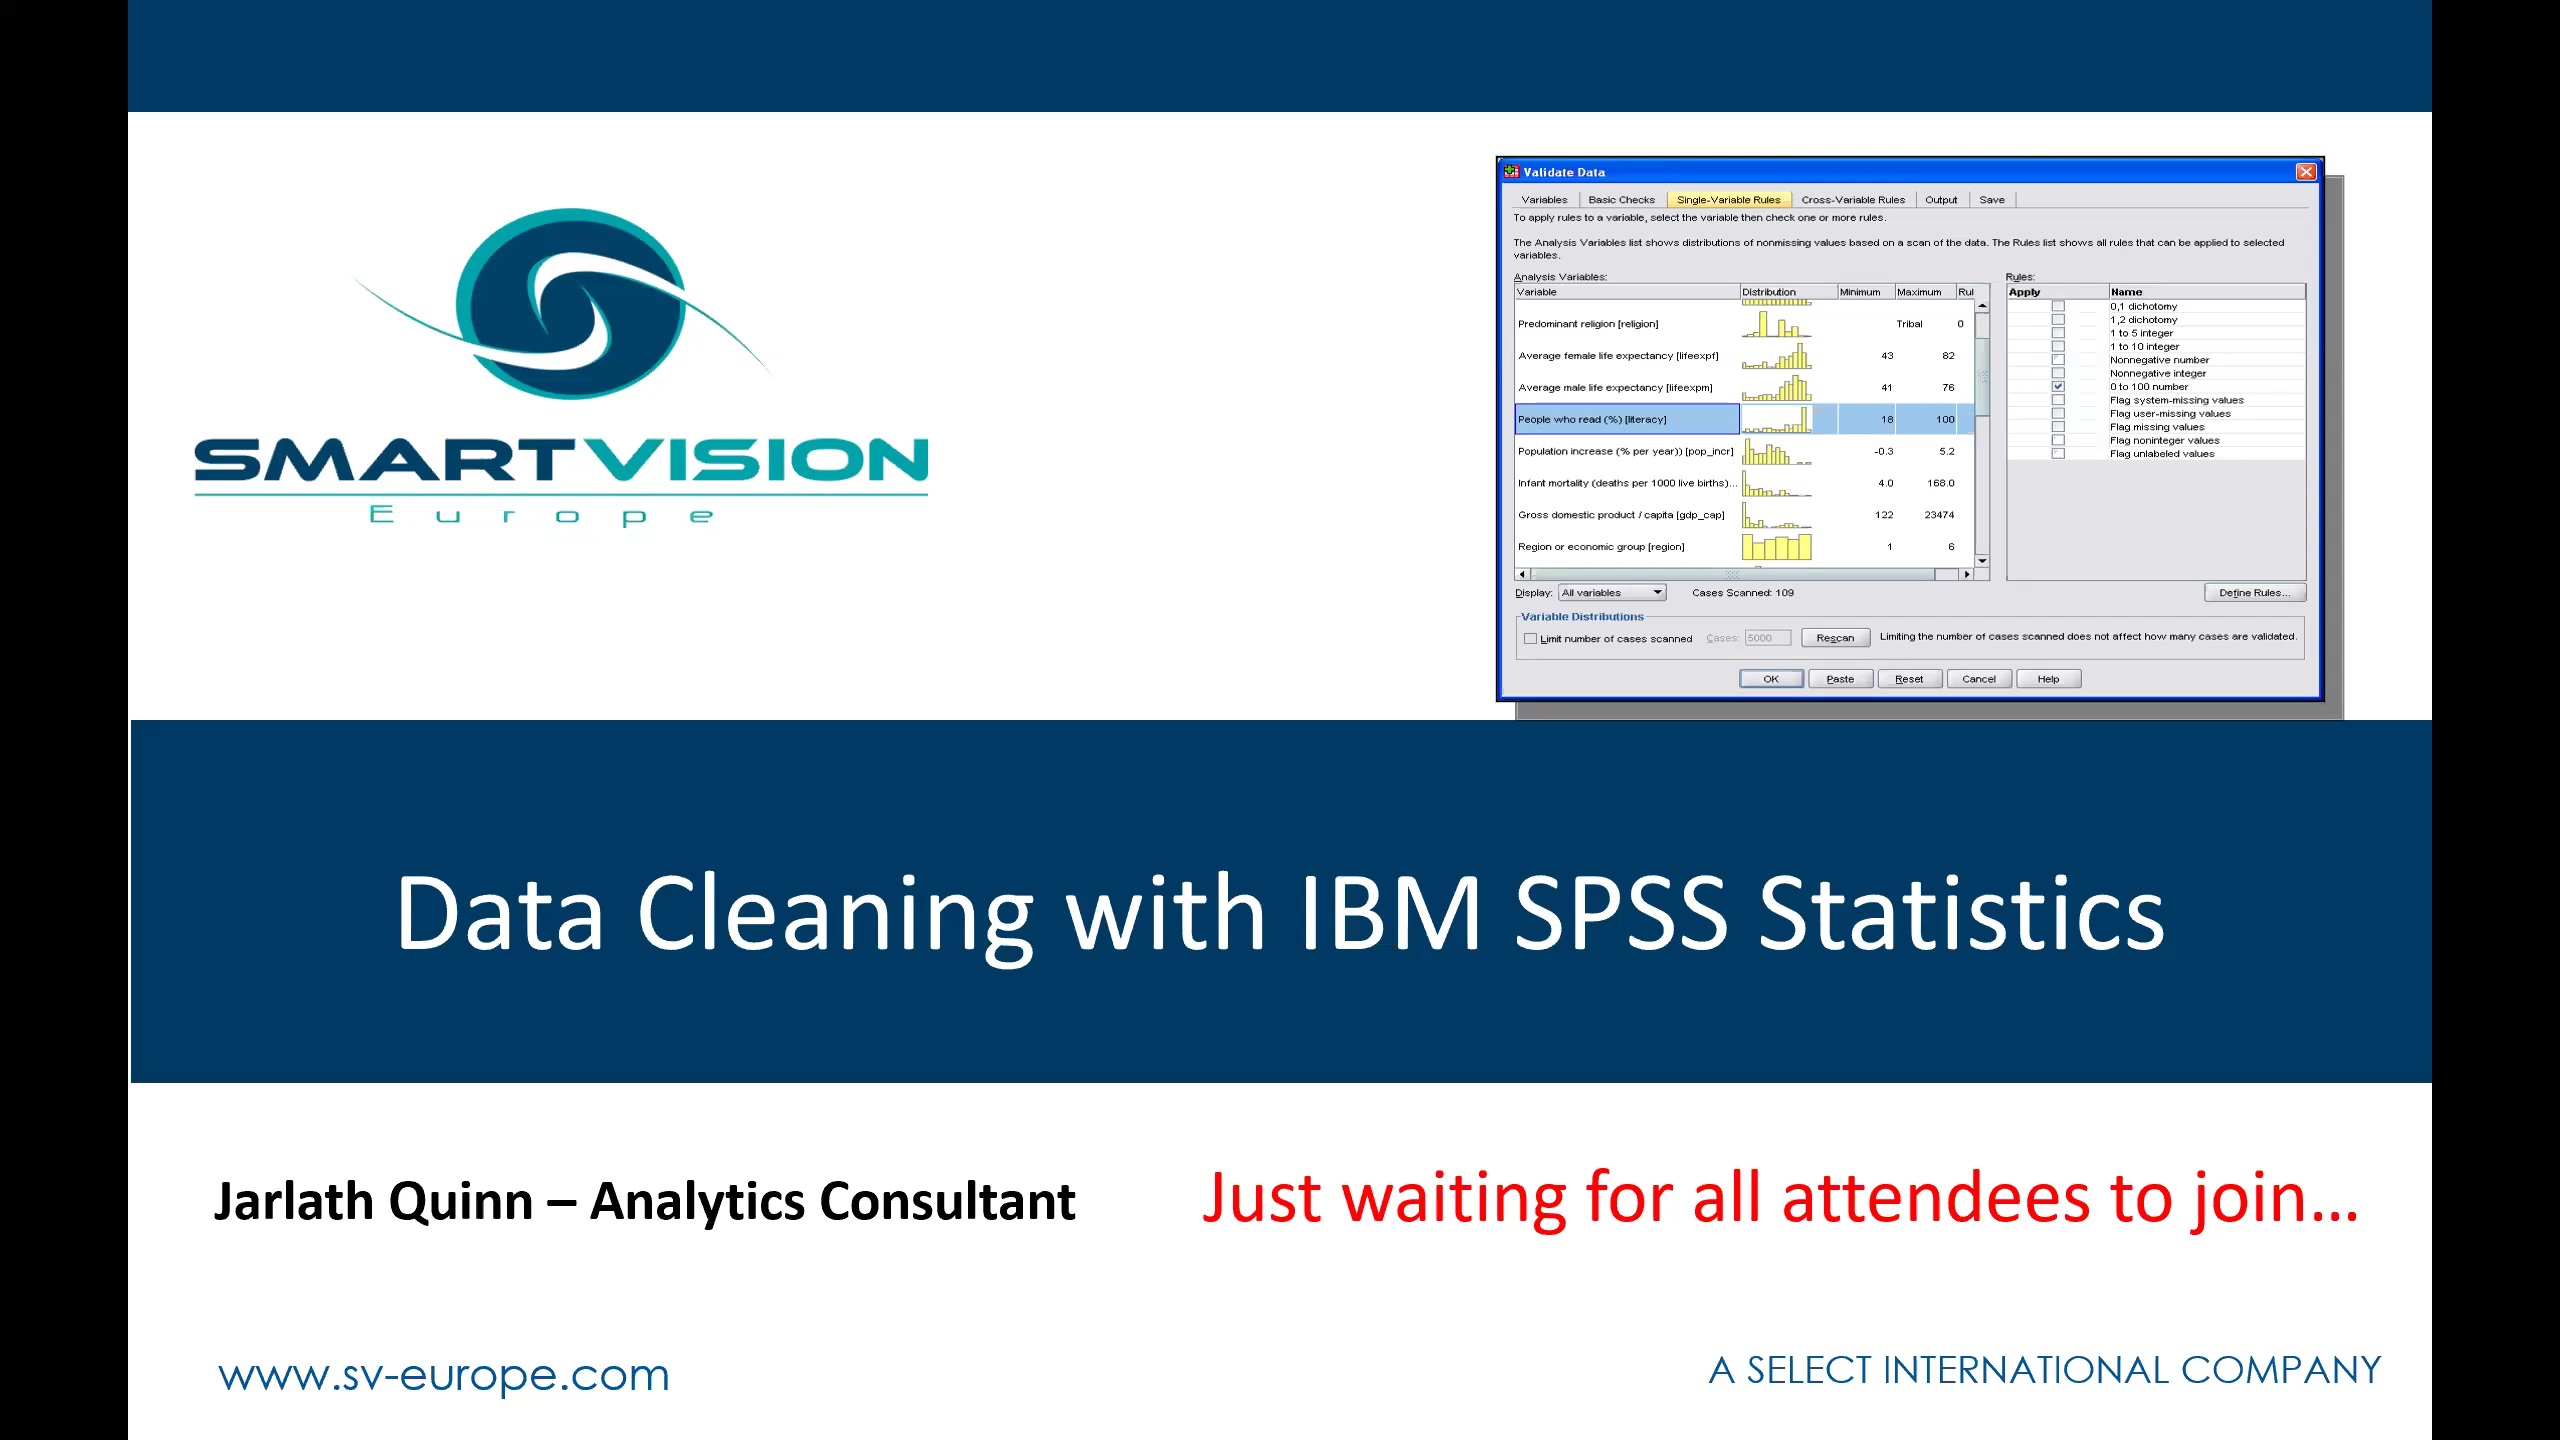 SMARTVISION
Europe
Validate Data
Variables Basic Checks Single-Variable Rules Cross-Variable Rules Output Save
To apply rules to a variable, select the variable then check one or more rules.
The Analysis Variables list shows distributions of nonmissing values based on a scan of the data. The Rules list shows all rules that can be applied to selected
variables.
Analysis Variables: Rules:
Variable Distribution Minimum Maximum Rul Apply Name
0,1 dichotomy
Predominant religion [religion] Tribal 0
1,2 dichotomy
1 to 5 integer
1 to 10 integer
Average female life expectancy [lifeexpf] 43 82
Nonnegative number
Nonnegative integer
Average male life expectancy [lifeexpm] 41 76
0 to 100 number
Flag system-missing values
People who read (%) [literacy] 18 100
Flag user-missing values
Flag missing values
Flag noninteger values
Population increase (% per year)) [pop_incr] -0.3 5.2
Flag unlabeled values
Infant mortality (deaths per 1000 live births)... 4.0 168.0
Gross domestic product / capita [gdp_cap] 122 23474
Region or economic group [region] 1 6
Display: All variables Cases Scanned: 109 Define Rules...
Variable Distributions
Limit number of cases scanned Cases: 5000 Rescan Limiting the number of cases scanned does not affect how many cases are validated.
OK Paste Reset Cancel Help
Data Cleaning with IBM SPSS Statistics
Jarlath Quinn – Analytics Consultant
Just waiting for all attendees to join...
www.sv-europe.com
A SELECT INTERNATIONAL COMPANY